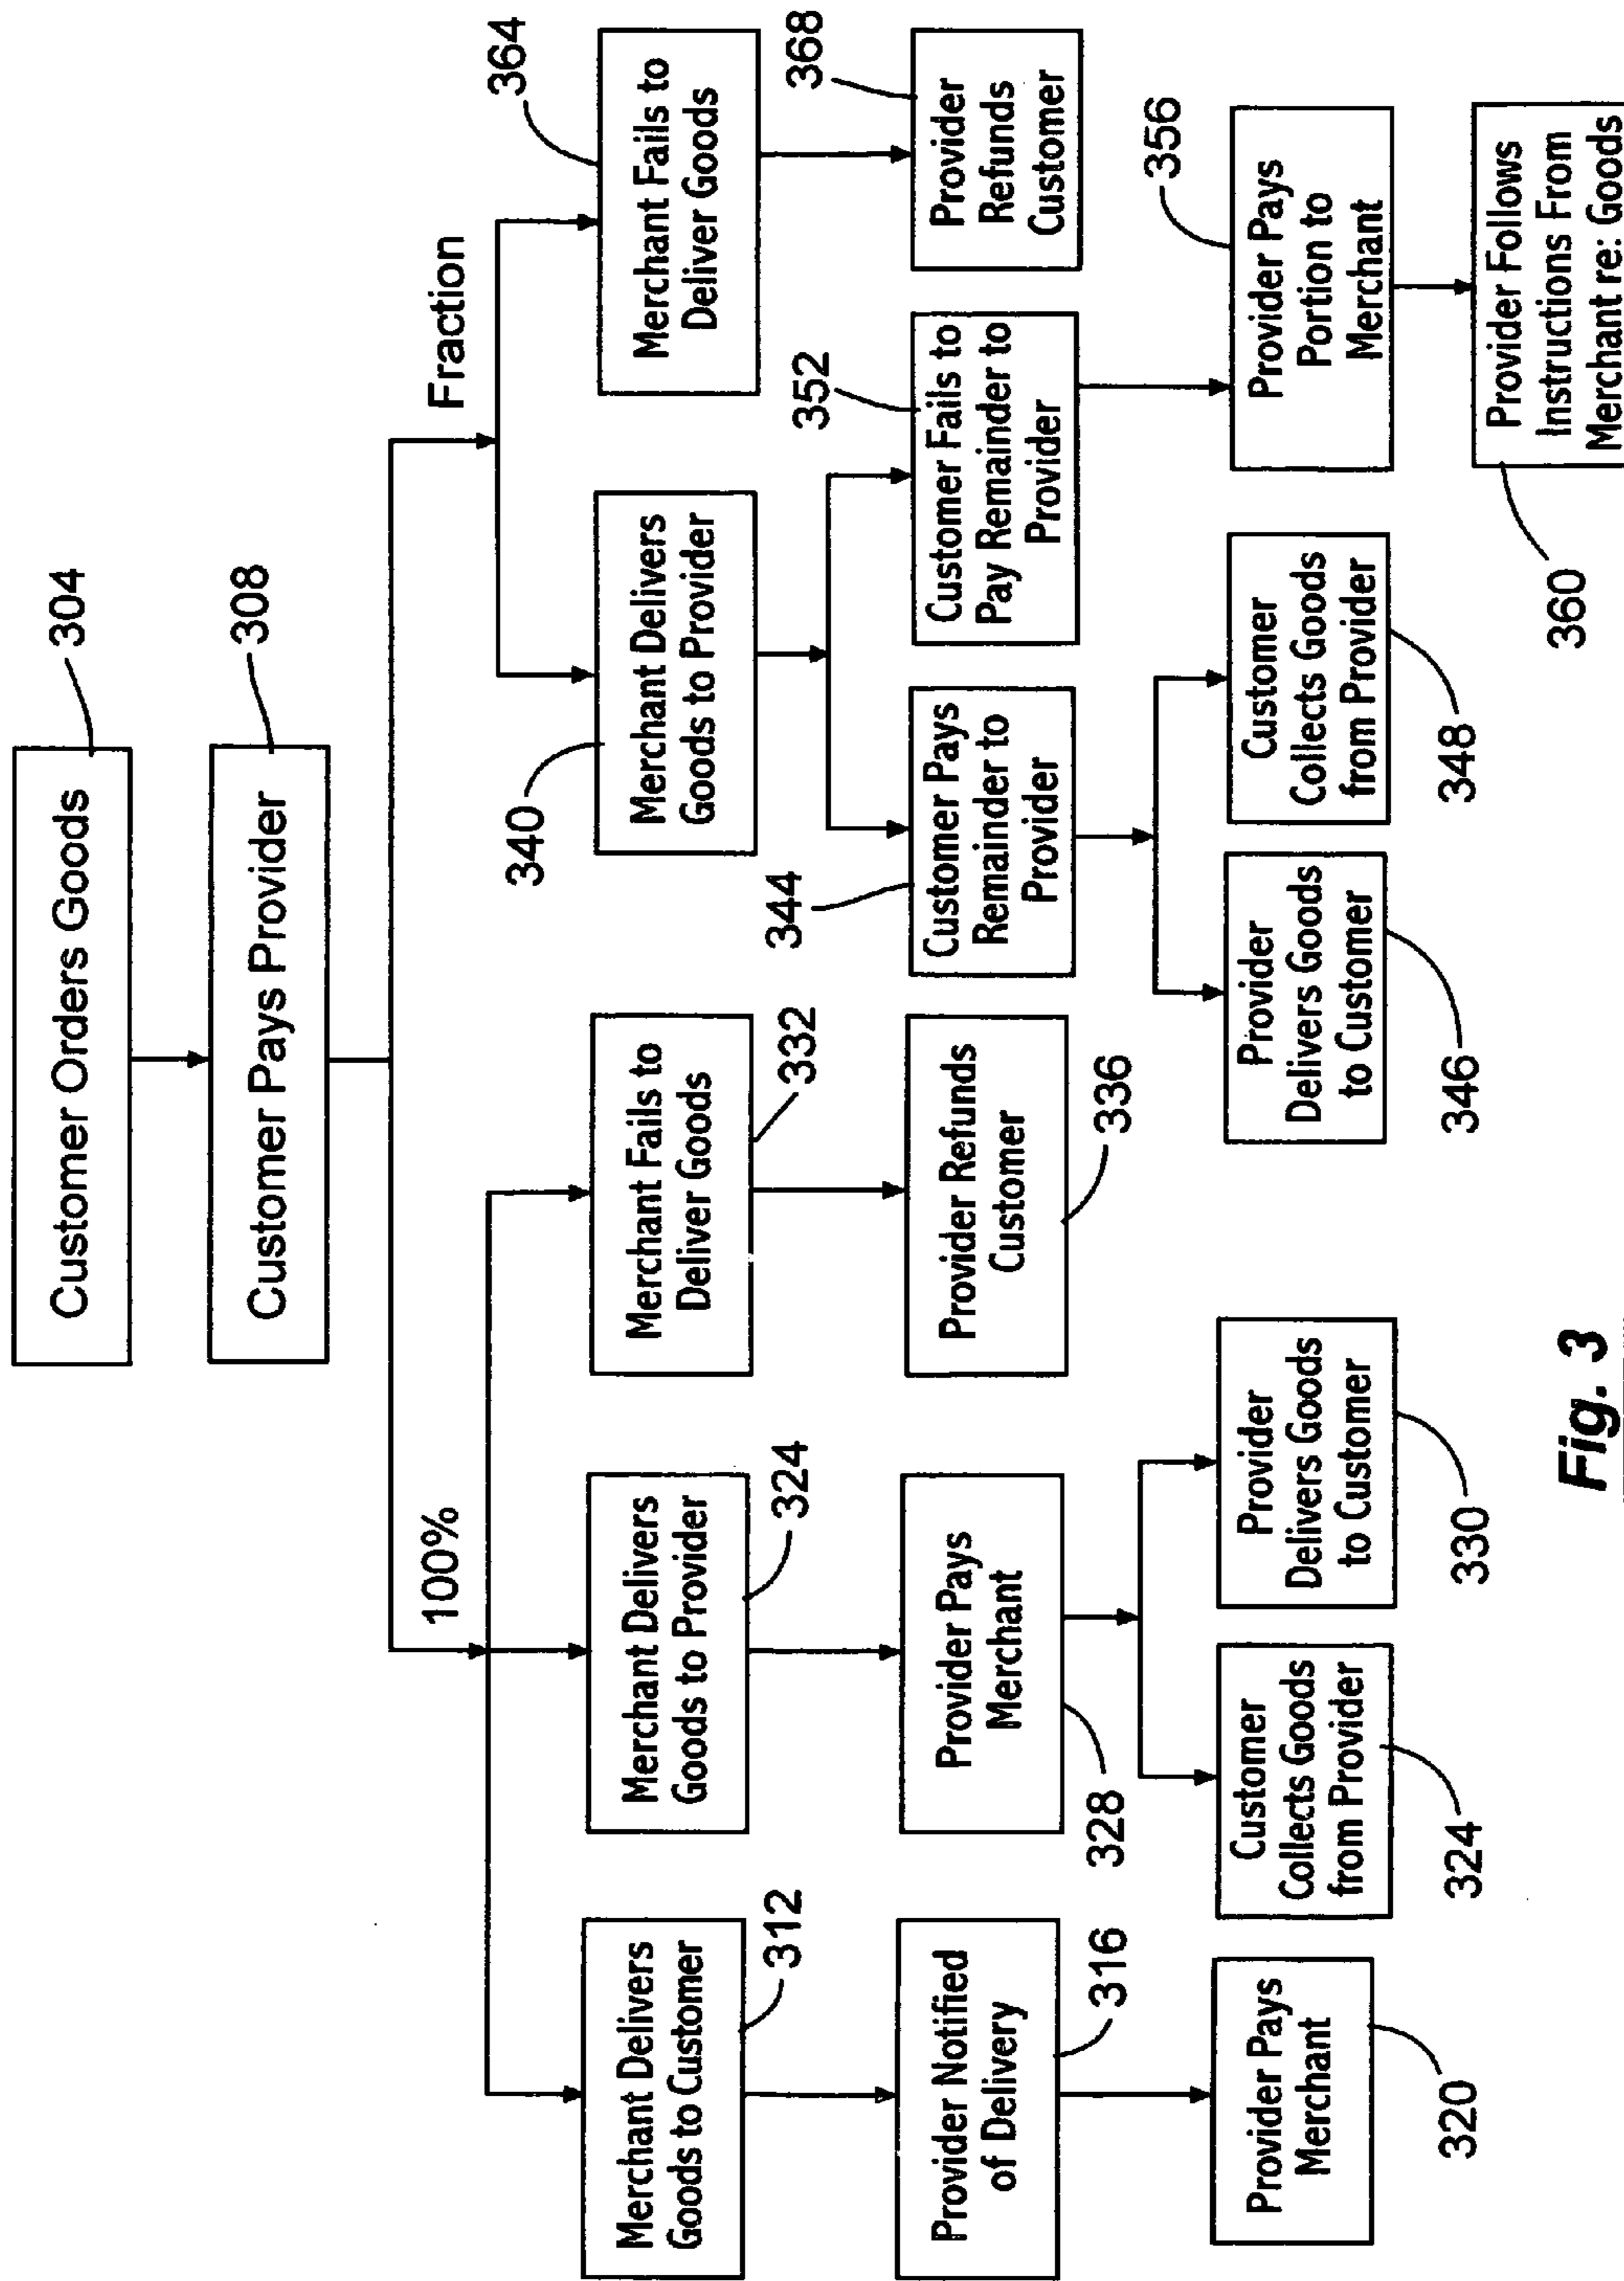 Customer Orders Goods
304
Customer Pays Provider
308
100%
Fraction
Merchant Delivers
Goods to Customer
312
Merchant Delivers
Goods to Provider
324
Merchant Fails to
Deliver Goods
332
340
Merchant Delivers
Goods to Provider
364
Merchant Fails to
Deliver Goods
Provider Notified
of Delivery
316
Provider Pays
Merchant
328
Provider Refunds
Customer
336
344
Customer Pays
Remainder to
Provider
352
Customer Fails to
Pay Remainder to
Provider
368
Provider
Refunds
Customer
Provider Pays
Merchant
320
Customer
Collects Goods
from Provider
324
Provider
Delivers Goods
to Customer
330
Provider
Delivers Goods
to Customer
346
Customer
Collects Goods
from Provider
348
356
Provider Pays
Portion to
Merchant
360
Provider Follows
Instructions From
Merchant re: Goods
Fig. 3